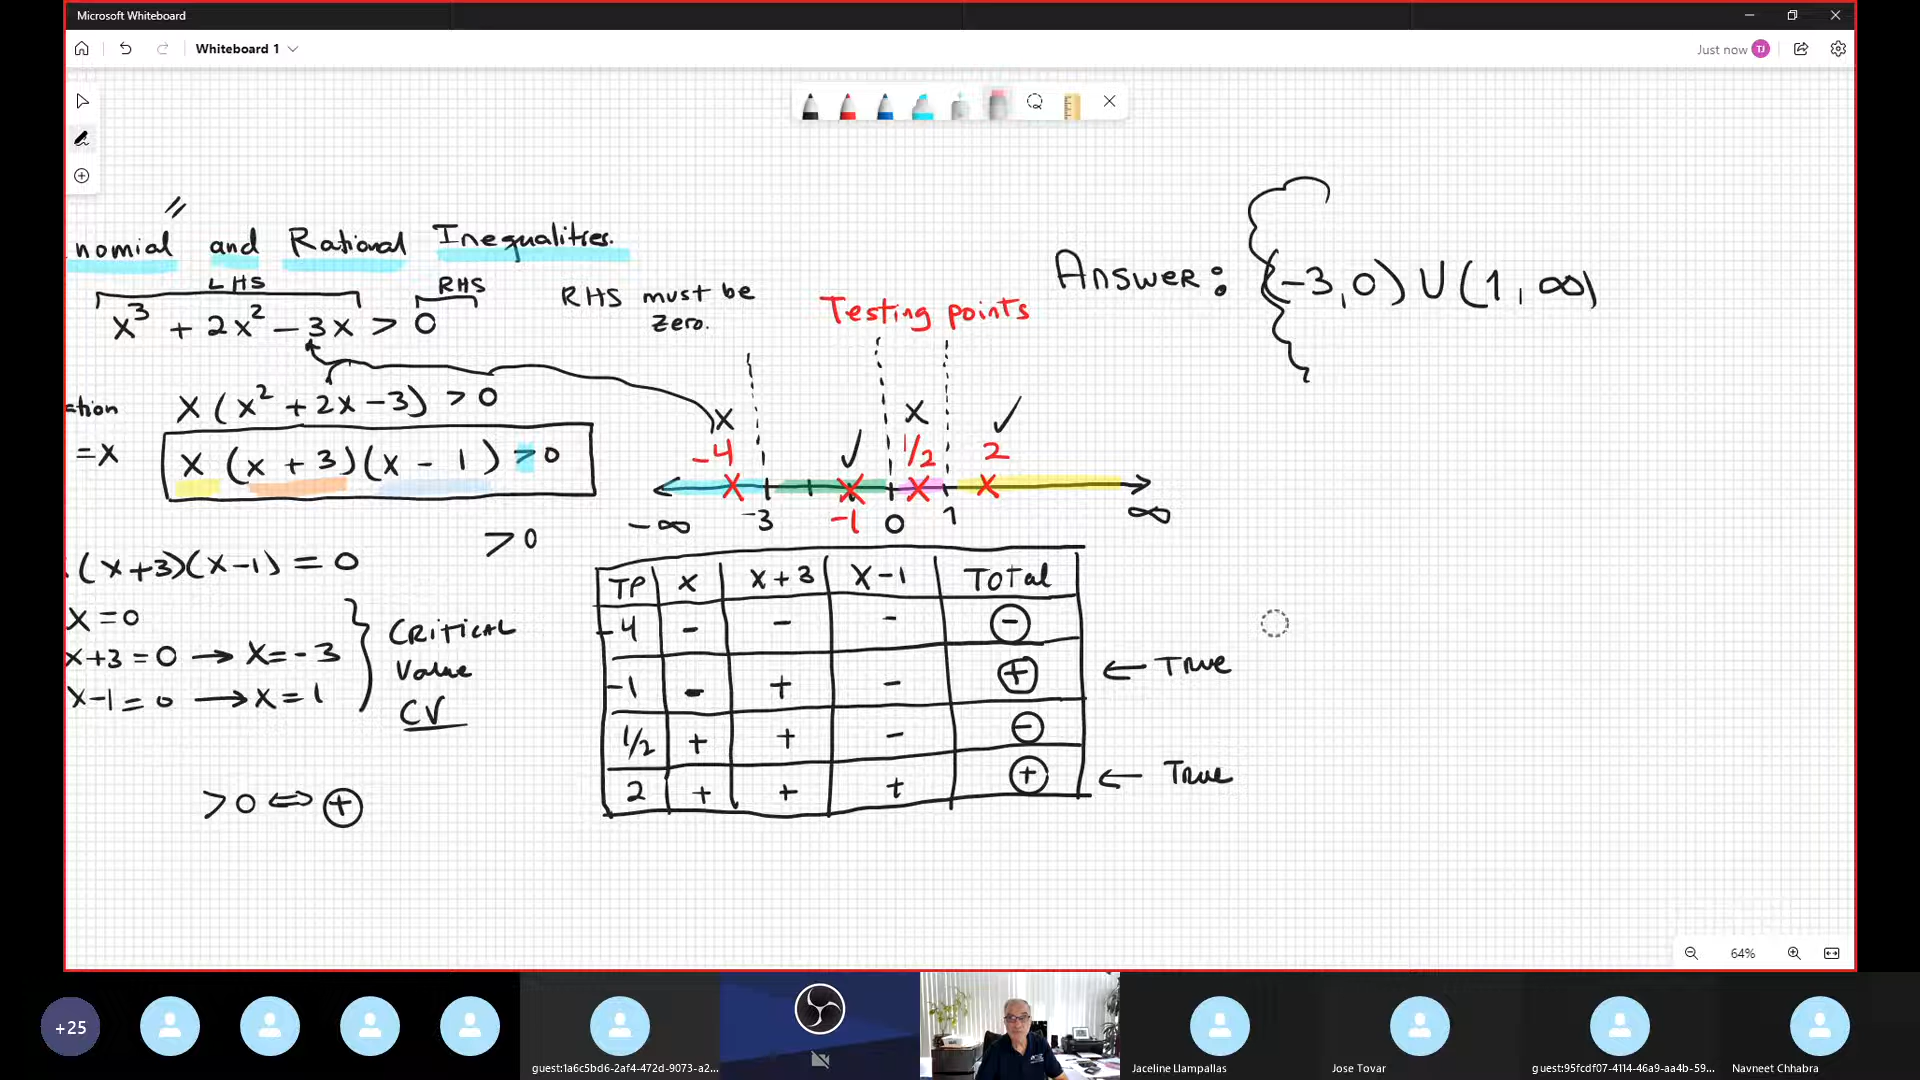 Microsoft Whiteboard
Whiteboard 1
Just now TJ
nomial and Rational Inequalities.
LHS RHS
x³ + 2x² - 3x > 0
RHS must be
zero.
ation
x(x² + 2x - 3) > 0
= x
x (x + 3)(x - 1) > 0
> 0
(x+3)(x-1) = 0
x = 0
x+3 = 0 → x = -3
x-1 = 0 → x = 1
CRITICAL
Value
CV
> 0 ⇔ +
Testing points
x ✓ x ✓
-4 1/2 2
x x x x
-∞ -3 -1 0 1 ∞
TP x x+3 x-1 TOTAL
-4 - - - -
-1 - + - +
← True
1/2 + + - -
2 + + + +
← True
Answer: (-3,0) ∪ (1, ∞)
64%
+25
guest:1a6c5bd6-2af4-472d-9073-a2...
Jaceline Llampallas
Jose Tovar
guest:95fcdf07-4114-46a9-aa4b-59...
Navneet Chhabra